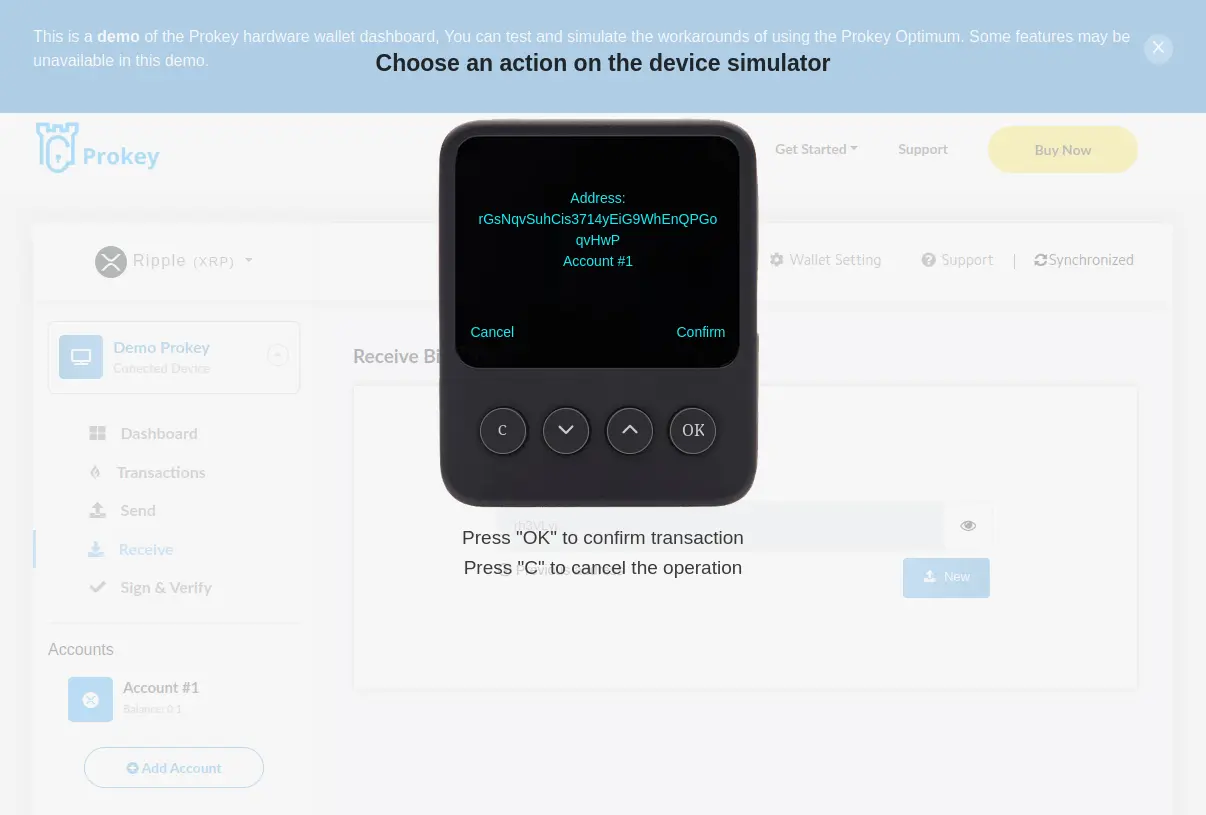 This is a demo of the Prokey hardware wallet dashboard, You can test and simulate the workarounds of using the Prokey Optimum. Some features may be
unavailable in this demo.
Choose an action on the device simulator
Prokey
Get Started
Support
Buy Now
Ripple (XRP)
Wallet Setting
Support
|
Synchronized
Address:
rGsNqvSuhCis3714yEiG9WhEnQPGo
qvHwP
Account #1
Cancel
Confirm
C
OK
Demo Prokey
Conected Device
Receive Bi
Dashboard
Transactions
Send
Receive
Sign & Verify
Press "OK" to confirm transaction
Press "C" to cancel the operation
New
Accounts
Account #1
Balance: 0.1
Add Account